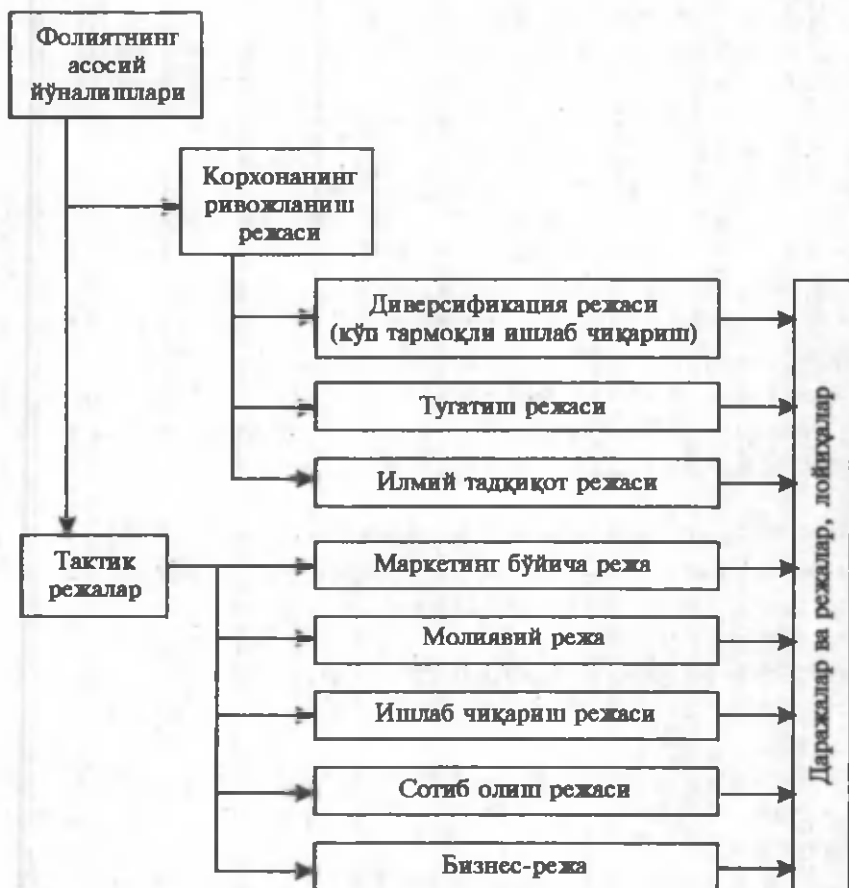 Фолиятнинг
асосий
йўналишлари
Корхонанинг
ривожланиш
режаси
Диверсификация режаси
(кўп тармоқли ишлаб чиқариш)
Тугатиш режаси
Илмий тадқиқот режаси
Тактик
режалар
Маркетинг бўйича режа
Молиявий режа
Ишлаб чиқариш режаси
Сотиб олиш режаси
Бизнес-режа
Даражалар ва режалар, лойиҳалар